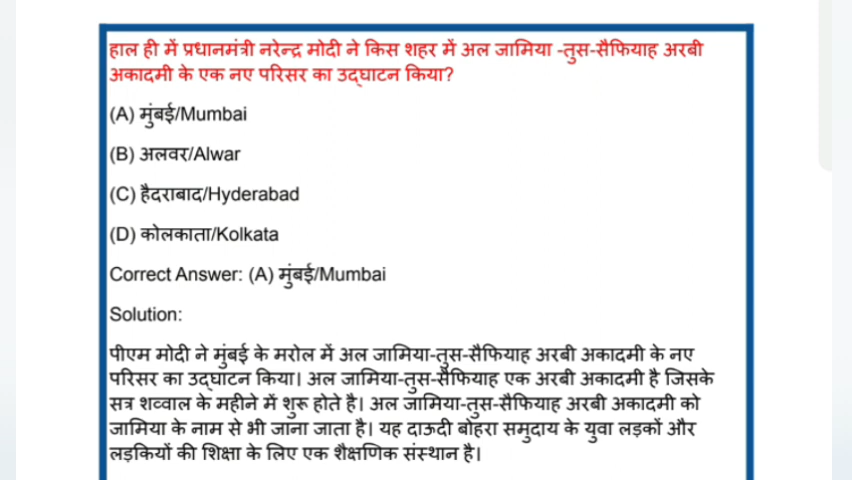 हाल ही में प्रधानमंत्री नरेन्द्र मोदी ने किस शहर में अल जामिया -तुस-सैफियाह अरबी
अकादमी के एक नए परिसर का उद्घाटन किया?
(A) मुंबई/Mumbai
(B) अलवर/Alwar
(C) हैदराबाद/Hyderabad
(D) कोलकाता/Kolkata
Correct Answer: (A) मुंबई/Mumbai
Solution:
पीएम मोदी ने मुंबई के मरोल में अल जामिया-तुस-सैफियाह अरबी अकादमी के नए
परिसर का उद्घाटन किया। अल जामिया-तुस-सैफियाह एक अरबी अकादमी है जिसके
सत्र शव्वाल के महीने में शुरू होते है। अल जामिया-तुस-सैफियाह अरबी अकादमी को
जामिया के नाम से भी जाना जाता है। यह दाऊदी बोहरा समुदाय के युवा लड़कों और
लड़कियों की शिक्षा के लिए एक शैक्षणिक संस्थान है।